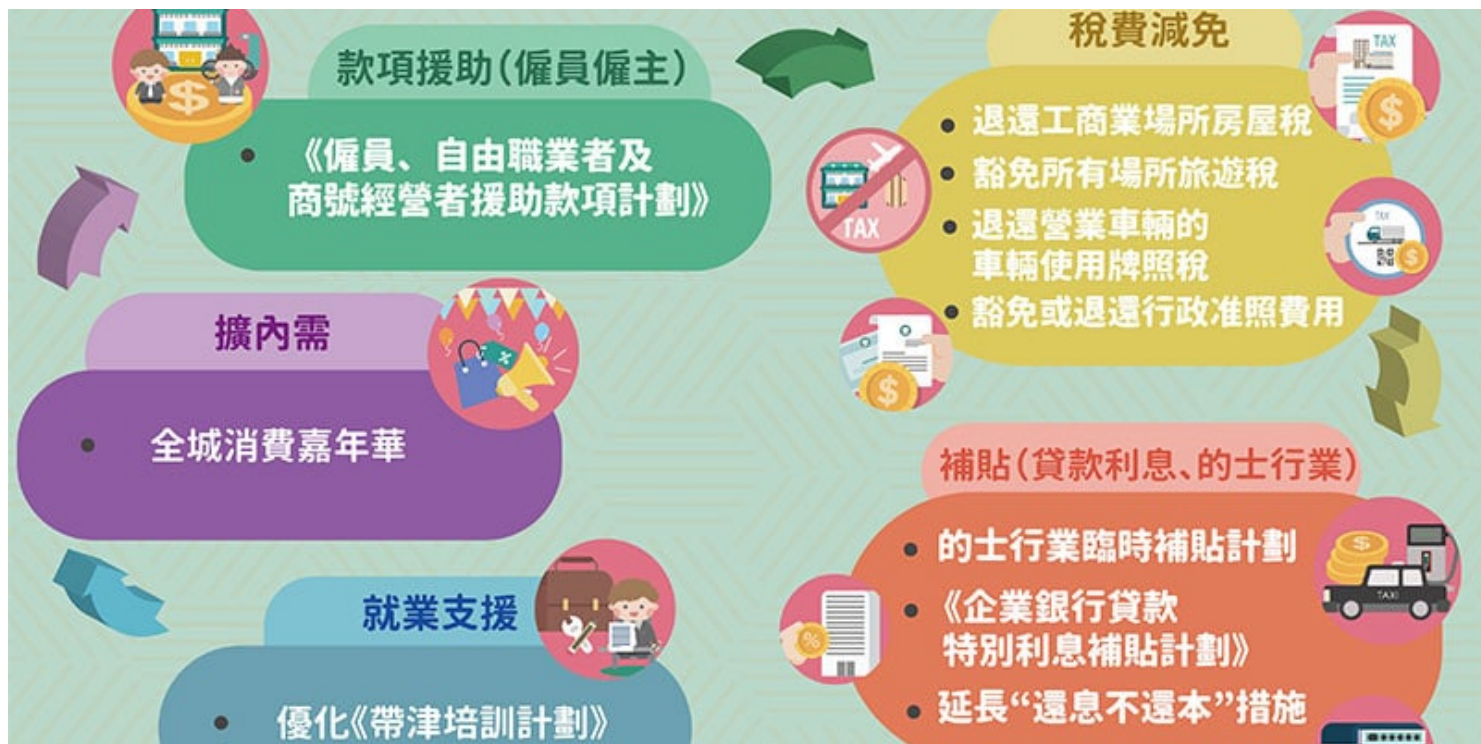 款項援助(僱員僱主)
《僱員、自由職業者及
商號經營者援助款項計劃》
稅費減免
退還工商業場所房屋稅
豁免所有場所旅遊稅
退還營業車輛的
車輛使用牌照稅
豁免或退還行政准照費用
TAX
TAX
TAX
擴內需
全城消費嘉年華
補貼(貸款利息、的士行業)
的士行業臨時補貼計劃
《企業銀行貸款
特別利息補貼計劃》
延長“還息不還本”措施
TAXI
就業支援
優化《帶津培訓計劃》